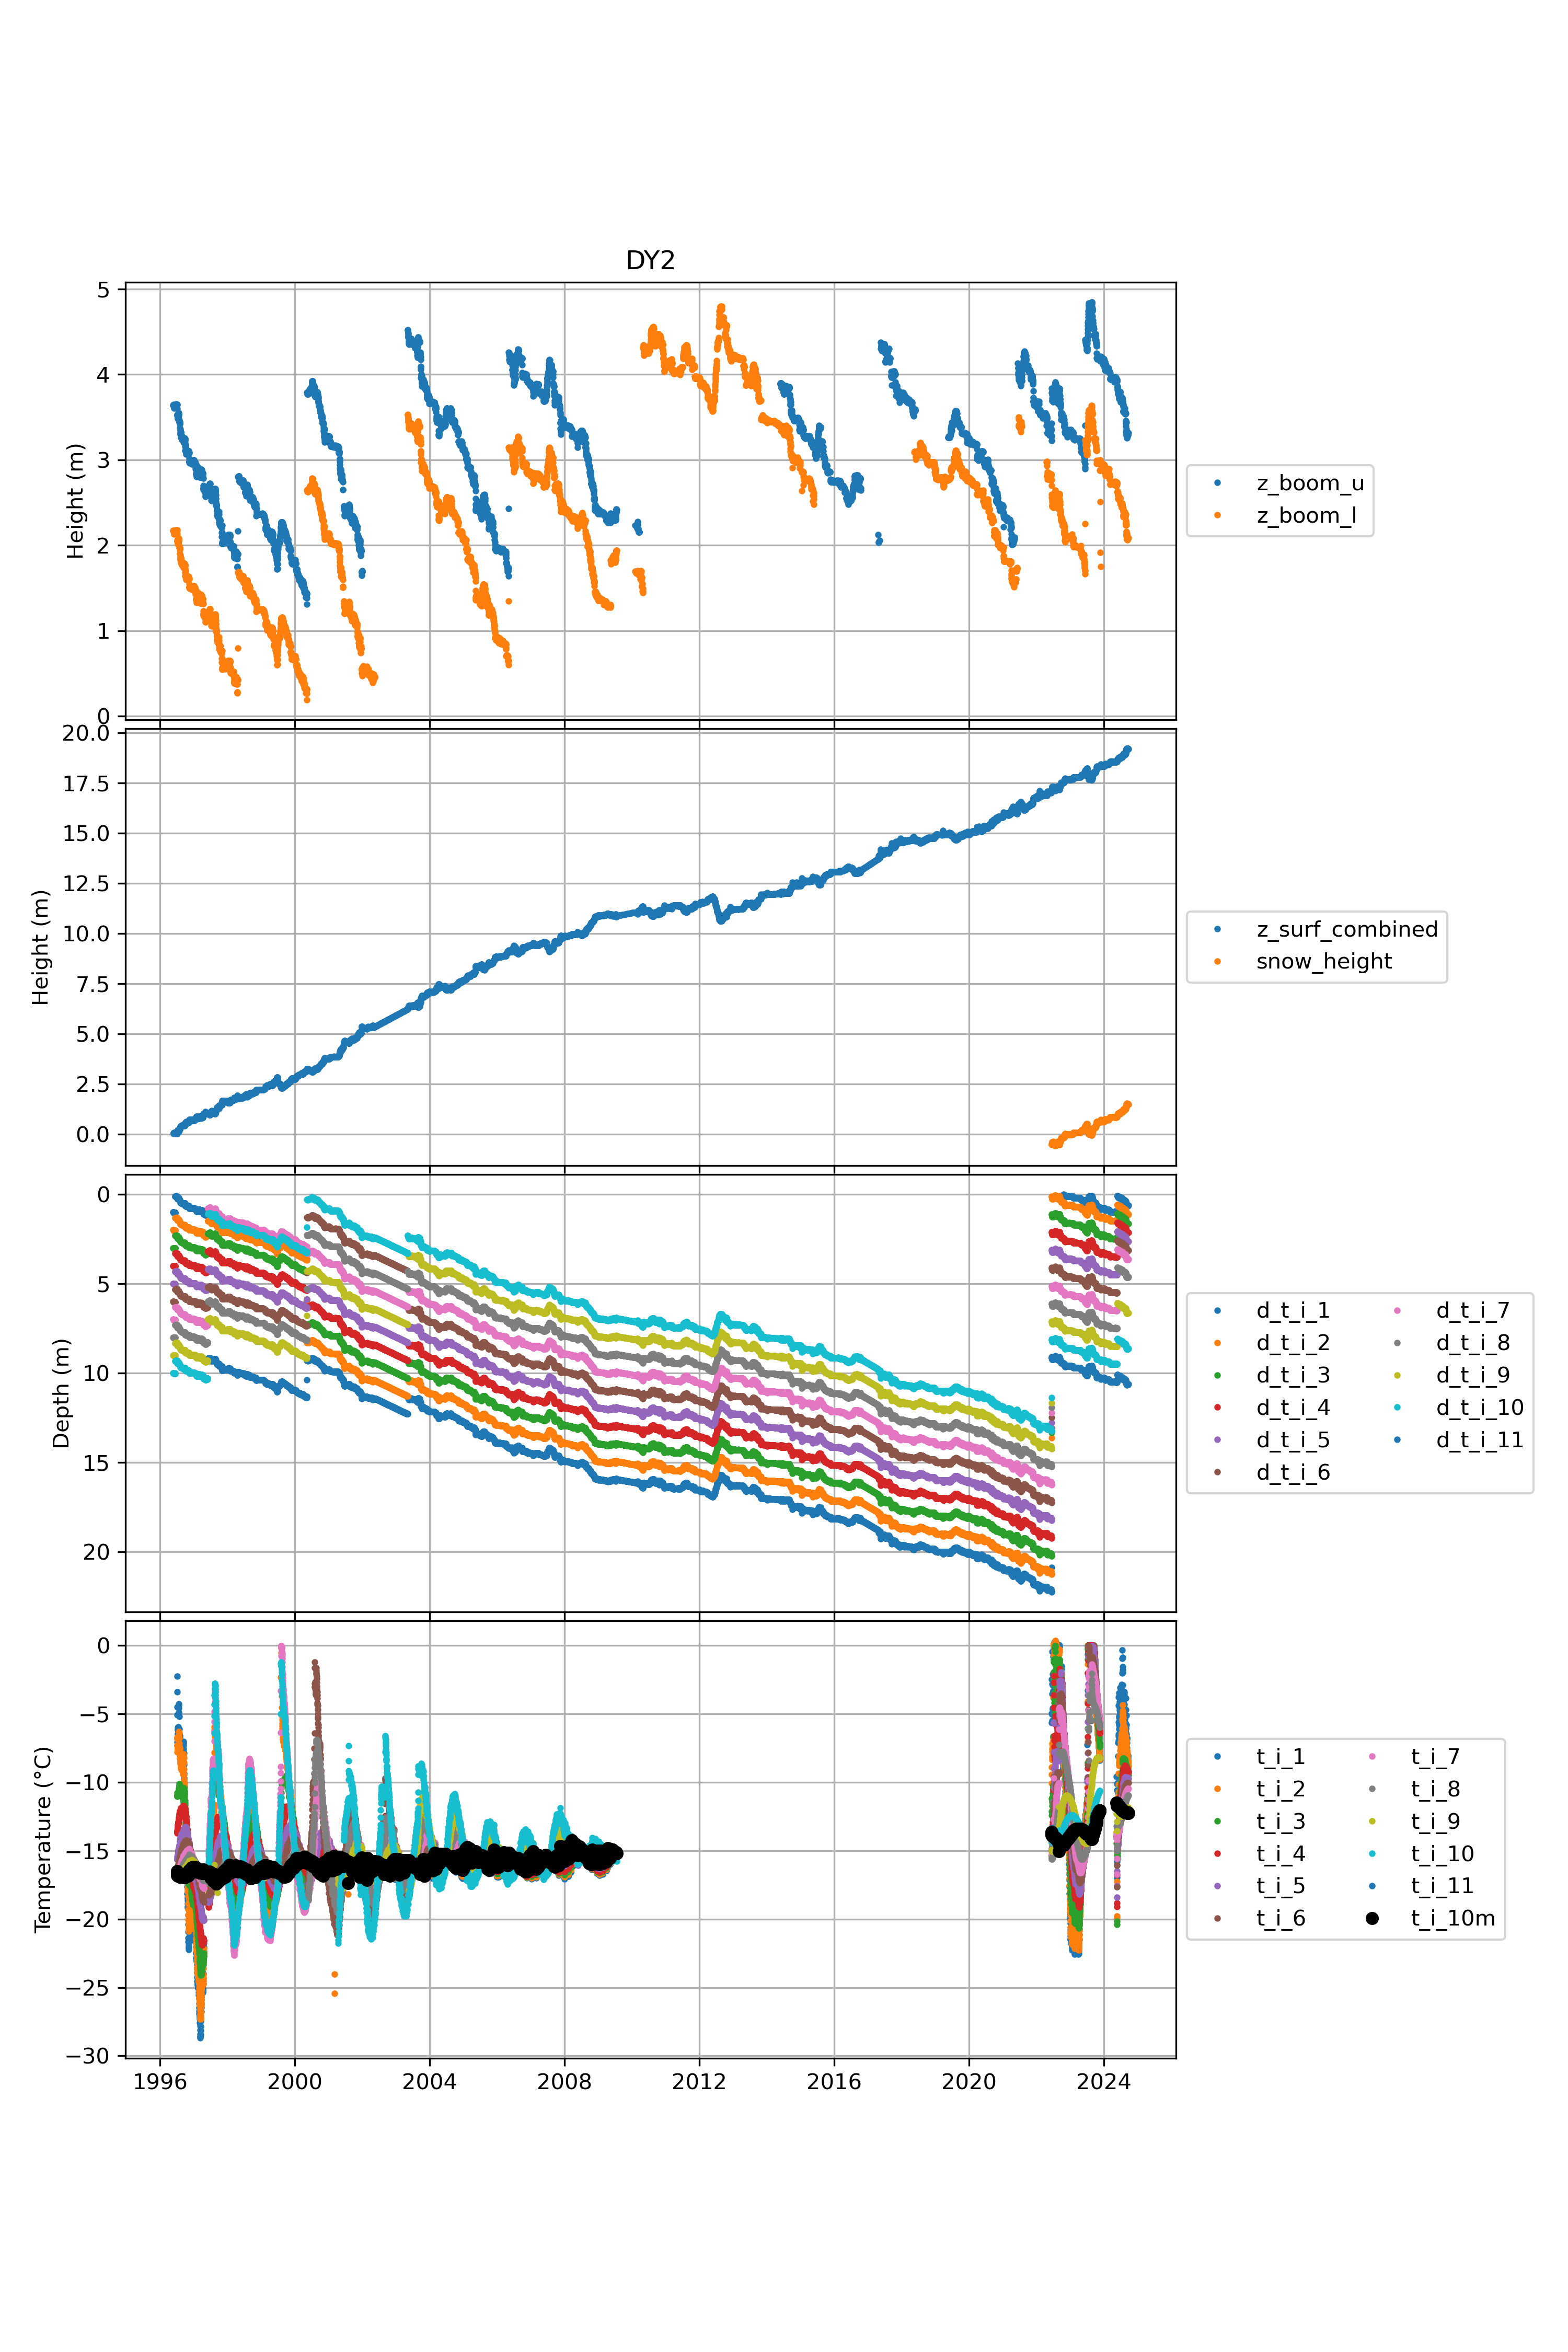 DY2
5
4
3
2
1
0
Height (m)
z_boom_u
z_boom_l
20.0
17.5
15.0
12.5
10.0
7.5
5.0
2.5
0.0
Height (m)
z_surf_combined
snow_height
0
5
10
15
20
Depth (m)
d_t_i_1
d_t_i_2
d_t_i_3
d_t_i_4
d_t_i_5
d_t_i_6
d_t_i_7
d_t_i_8
d_t_i_9
d_t_i_10
d_t_i_11
0
−5
−10
−15
−20
−25
−30
Temperature (°C)
t_i_1
t_i_2
t_i_3
t_i_4
t_i_5
t_i_6
t_i_7
t_i_8
t_i_9
t_i_10
t_i_11
t_i_10m
1996 2000 2004 2008 2012 2016 2020 2024